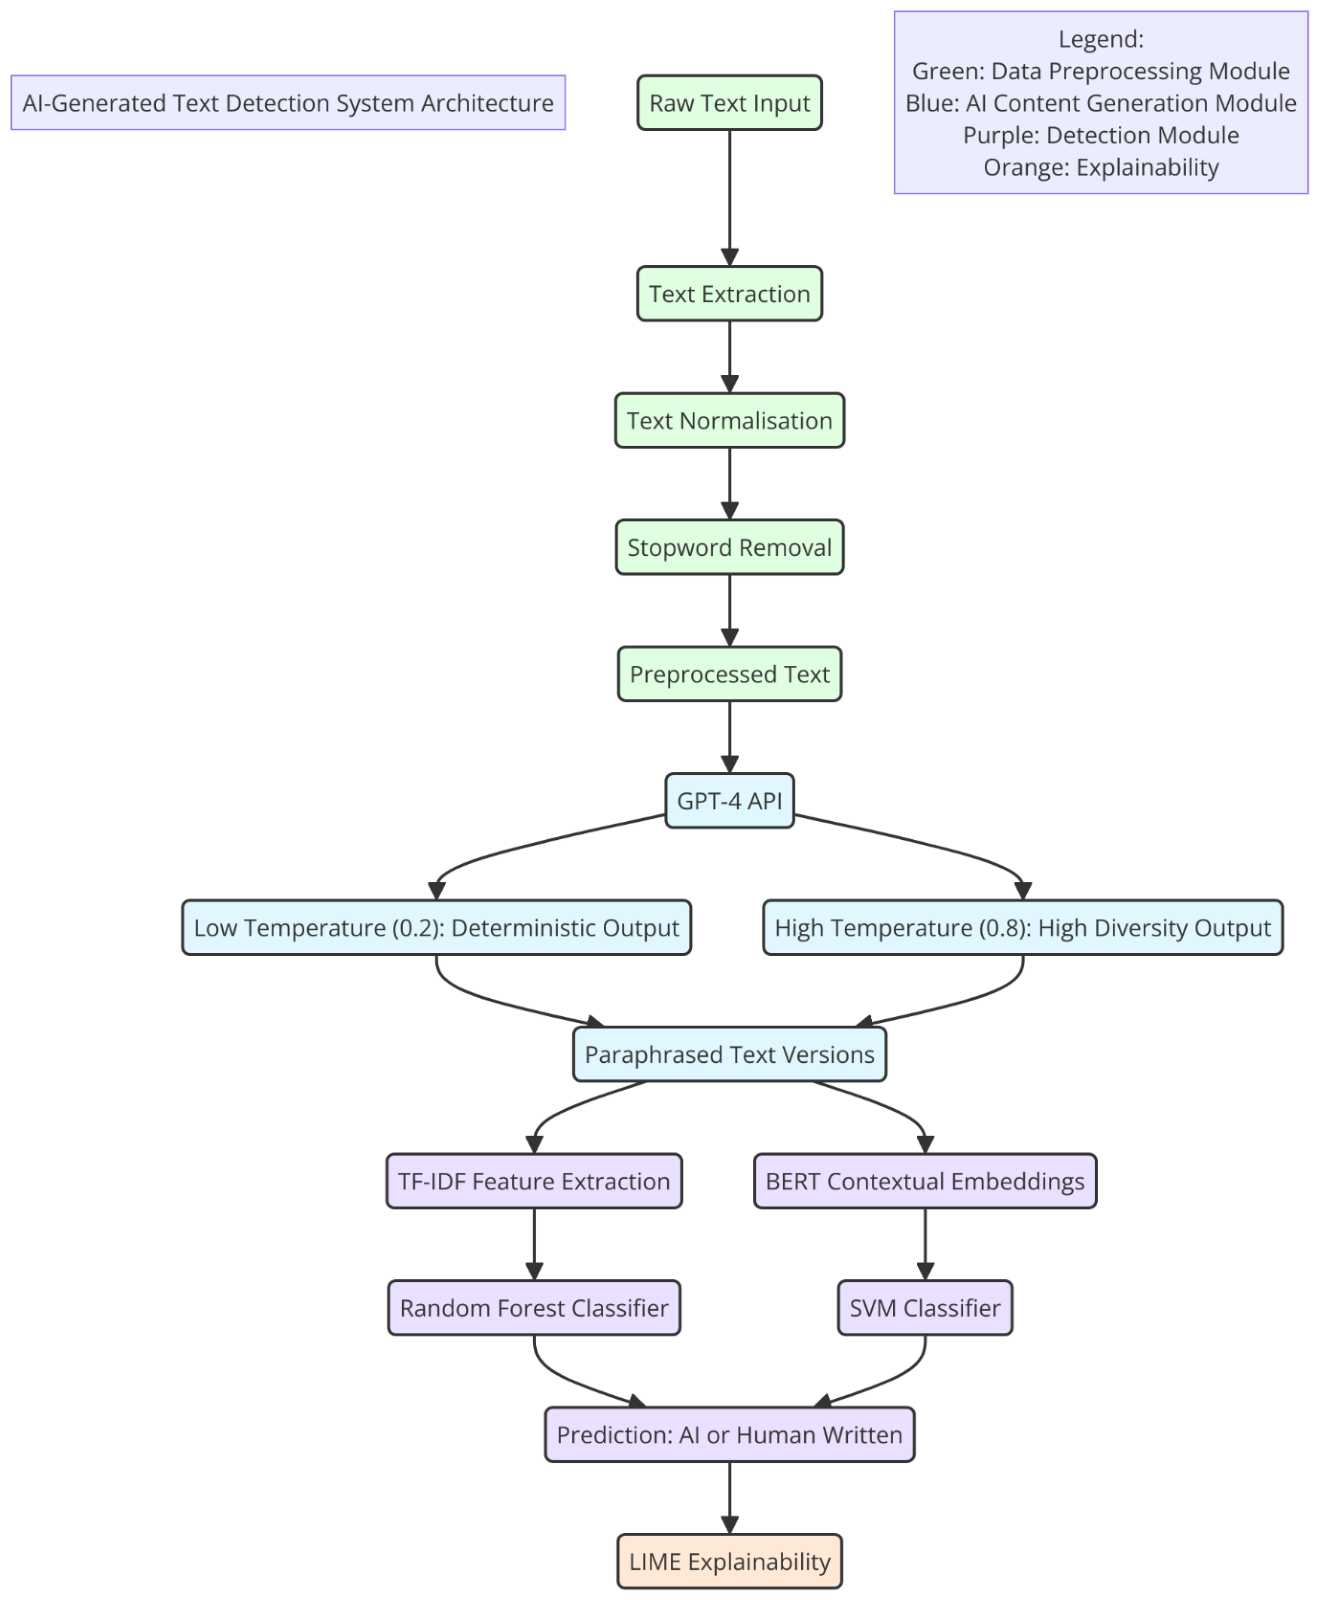 AI-Generated Text Detection System Architecture
Raw Text Input
Legend:
Green: Data Preprocessing Module
Blue: AI Content Generation Module
Purple: Detection Module
Orange: Explainability
Text Extraction
Text Normalisation
Stopword Removal
Preprocessed Text
GPT-4 API
Low Temperature (0.2): Deterministic Output
High Temperature (0.8): High Diversity Output
Paraphrased Text Versions
TF-IDF Feature Extraction
BERT Contextual Embeddings
Random Forest Classifier
SVM Classifier
Prediction: AI or Human Written
LIME Explainability